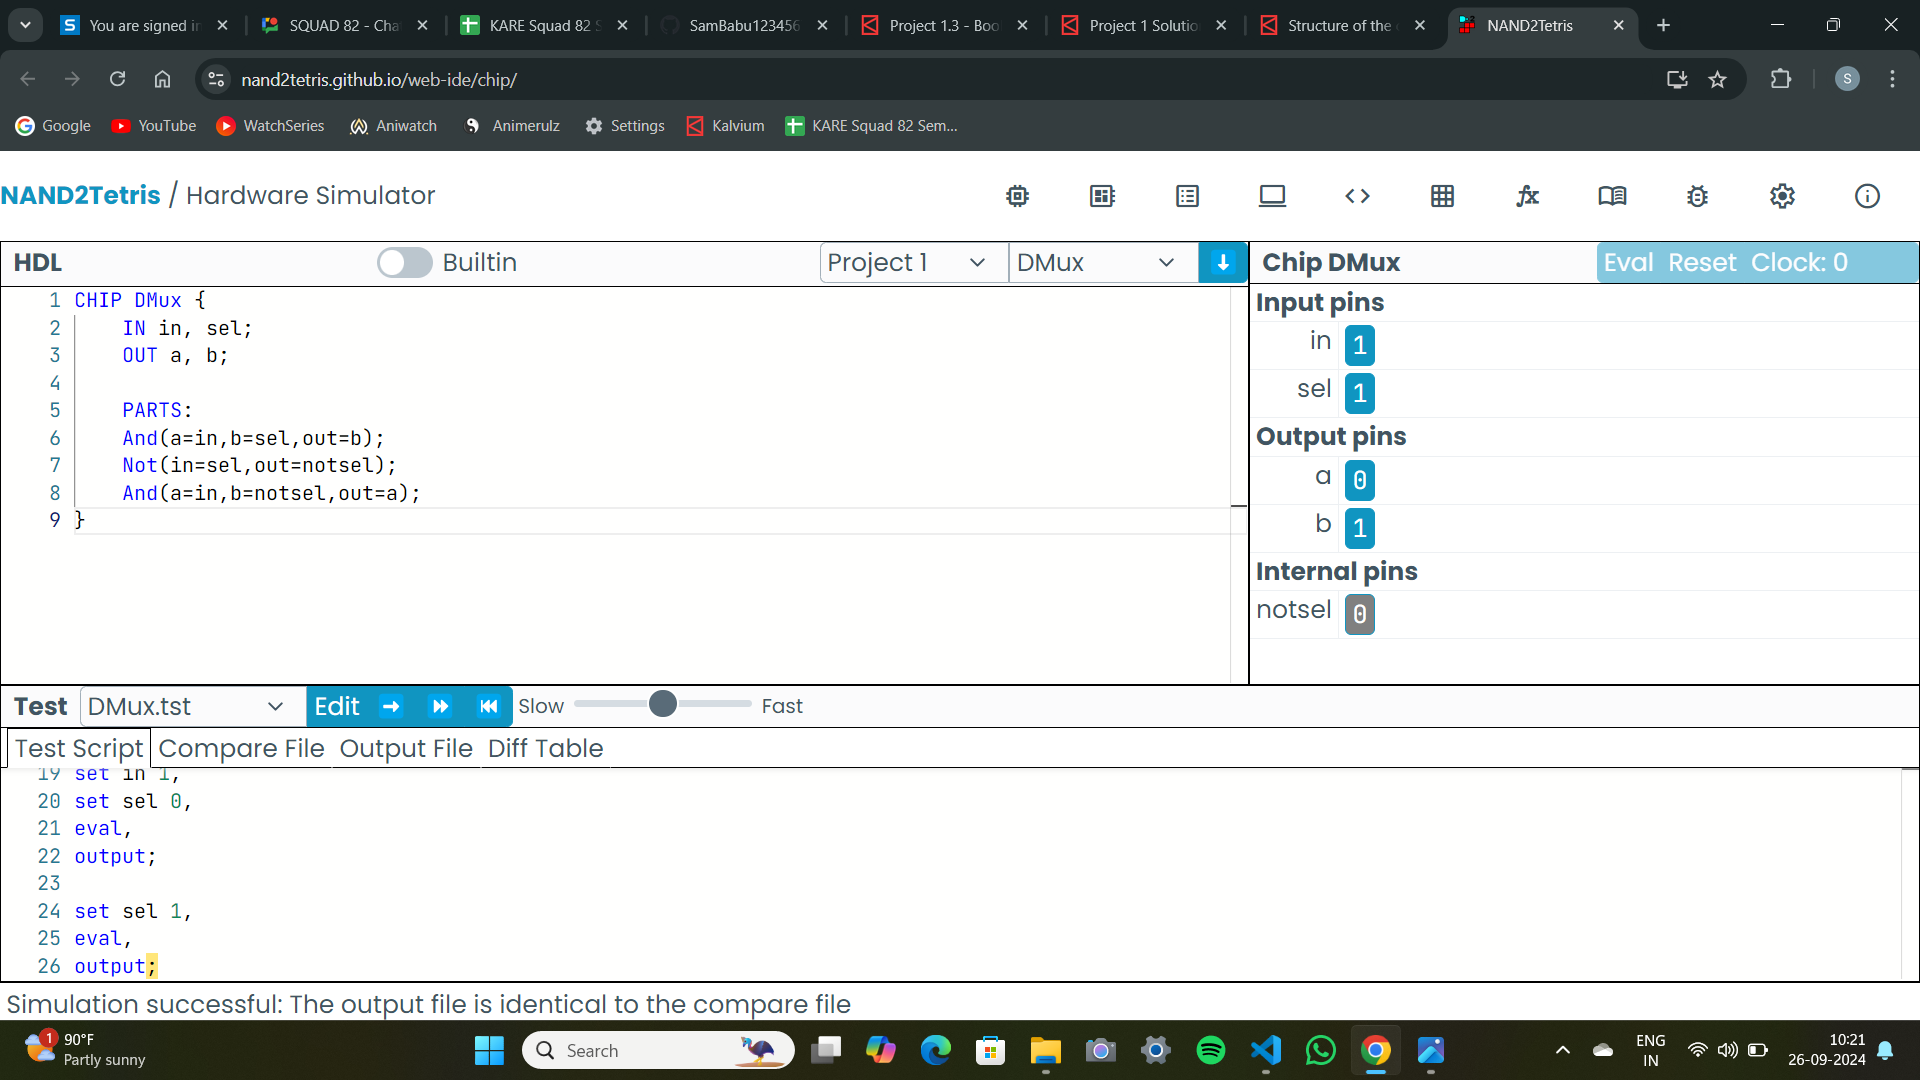 You are signed in
SQUAD 82 - Cha
KARE Squad 82 S
SamBabu123456
Project 1.3 - Boo
Project 1 Solutio
Structure of the
NAND2Tetris
nand2tetris.github.io/web-ide/chip/
S
Google
YouTube
WatchSeries
Aniwatch
Animerulz
Settings
Kalvium
KARE Squad 82 Sem...
NAND2Tetris / Hardware Simulator
HDL
Builtin
Project 1
DMux
Chip DMux
Eval Reset Clock: 0
1 CHIP DMux {
2 IN in, sel;
3 OUT a, b;
4
5 PARTS:
6 And(a=in,b=sel,out=b);
7 Not(in=sel,out=notsel);
8 And(a=in,b=notsel,out=a);
9 }
Input pins
in 1
sel 1
Output pins
a 0
b 1
Internal pins
notsel 0
Test
DMux.tst
Edit
Slow
Fast
Test Script Compare File Output File Diff Table
19 set in 1,
20 set sel 0,
21 eval,
22 output;
23
24 set sel 1,
25 eval,
26 output;
Simulation successful: The output file is identical to the compare file
1
90°F
Partly sunny
Search
ENG
IN
10:21
26-09-2024